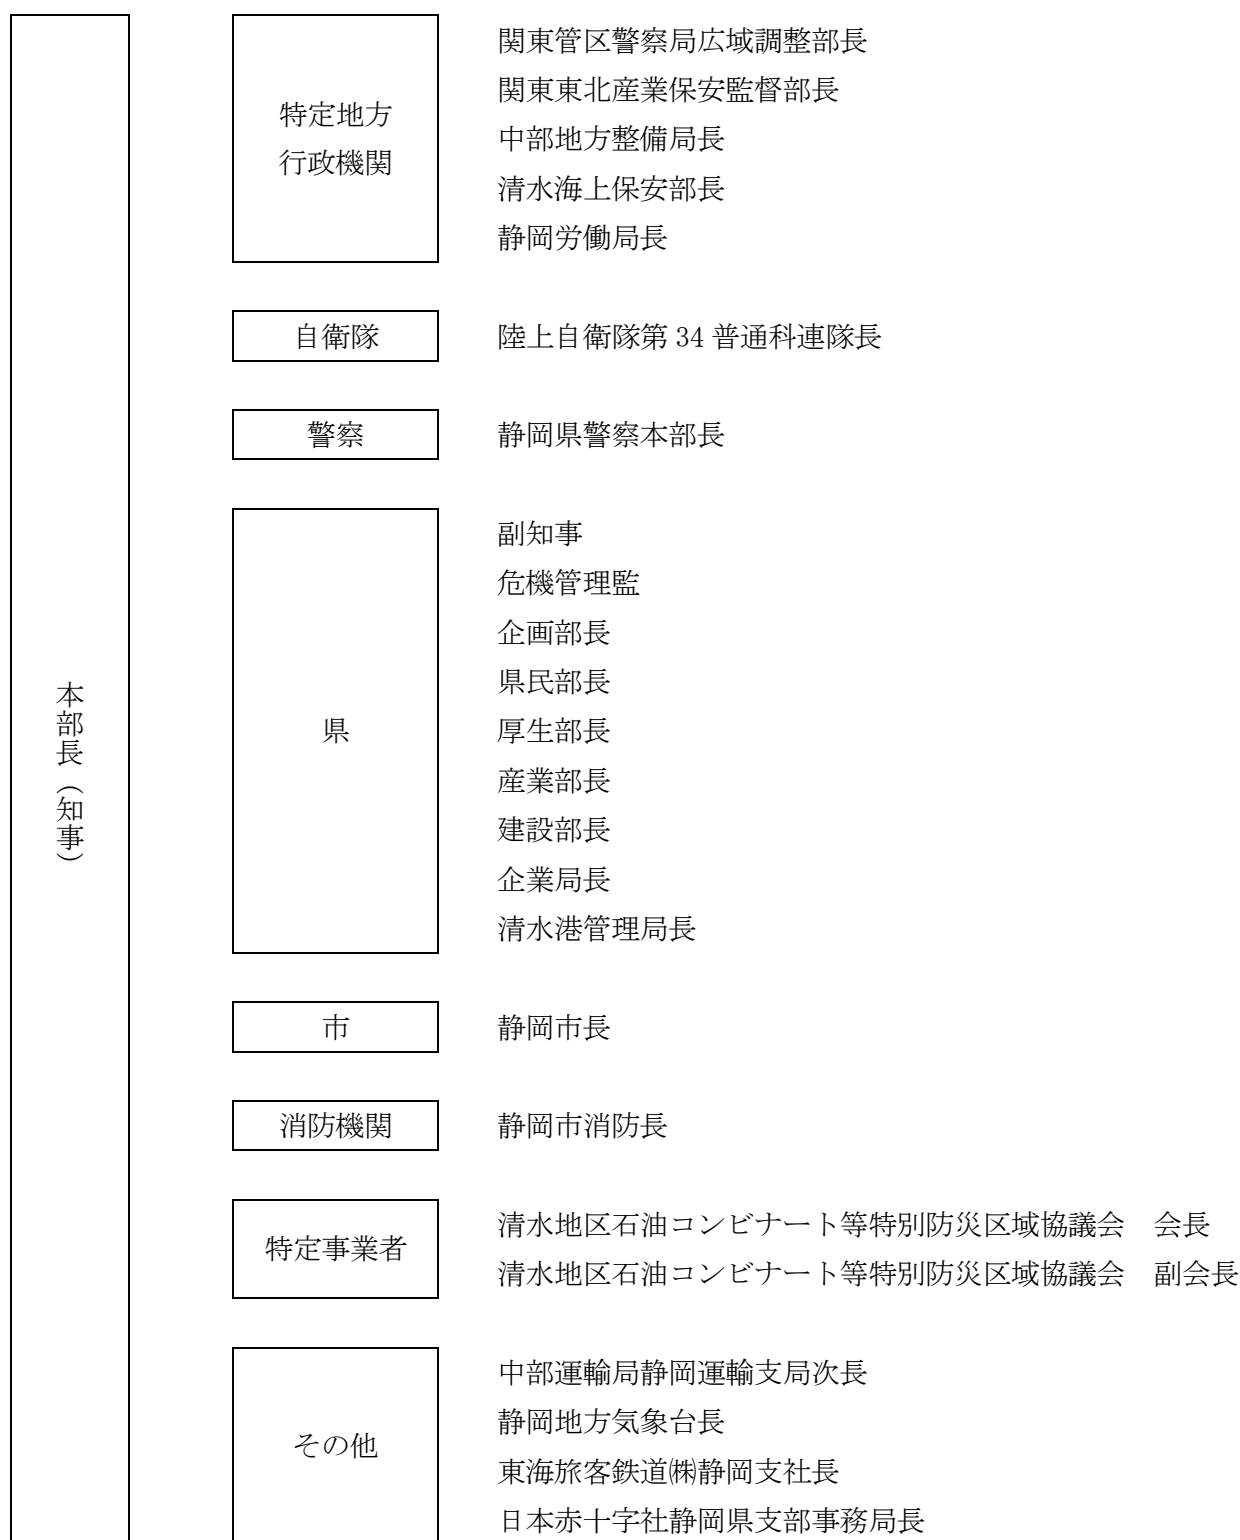 本部長（知事）
特定地方
行政機関
関東管区警察局広域調整部長
関東東北産業保安監督部長
中部地方整備局長
清水海上保安部長
静岡労働局長
自衛隊
陸上自衛隊第 34 普通科連隊長
警察
静岡県警察本部長
県
副知事
危機管理監
企画部長
県民部長
厚生部長
産業部長
建設部長
企業局長
清水港管理局長
市
静岡市長
消防機関
静岡市消防長
特定事業者
清水地区石油コンビナート等特別防災区域協議会　会長
清水地区石油コンビナート等特別防災区域協議会　副会長
その他
中部運輸局静岡運輸支局次長
静岡地方気象台長
東海旅客鉄道㈱静岡支社長
日本赤十字社静岡県支部事務局長